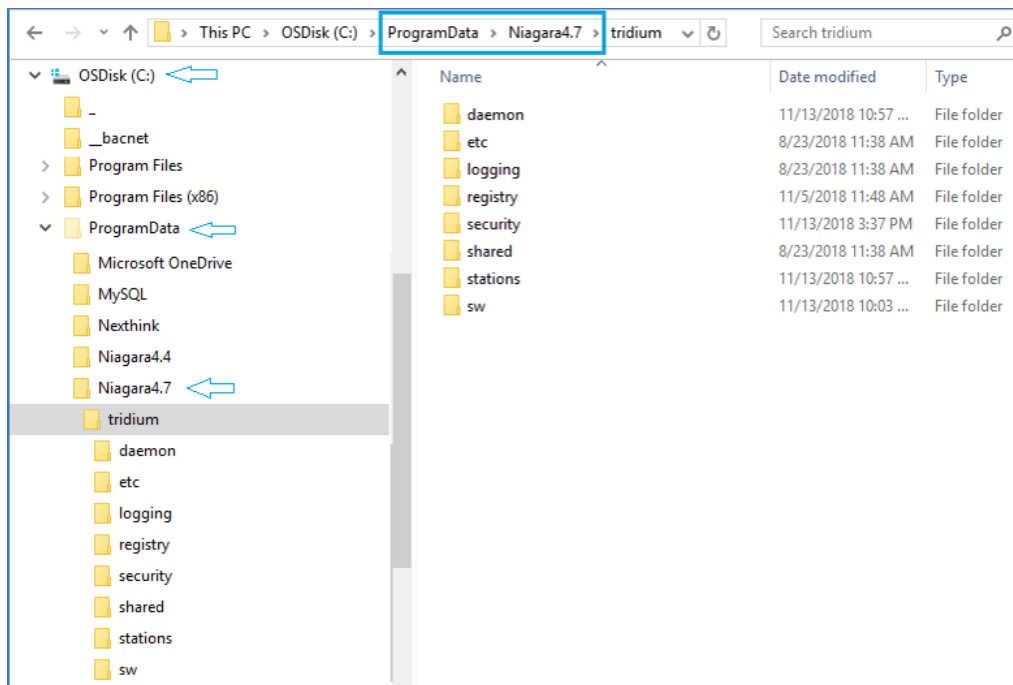 This PC > OSDisk (C:) > ProgramData > Niagara4.7 > tridium
Search tridium
OSDisk (C:)
_
__bacnet
Program Files
Program Files (x86)
ProgramData
Microsoft OneDrive
MySQL
Nexthink
Niagara4.4
Niagara4.7
tridium
daemon
etc
logging
registry
security
shared
stations
sw
Name Date modified Type
daemon 11/13/2018 10:57 ... File folder
etc 8/23/2018 11:38 AM File folder
logging 8/23/2018 11:38 AM File folder
registry 11/5/2018 11:48 AM File folder
security 11/13/2018 3:37 PM File folder
shared 8/23/2018 11:38 AM File folder
stations 11/13/2018 10:57 ... File folder
sw 11/13/2018 10:03 ... File folder